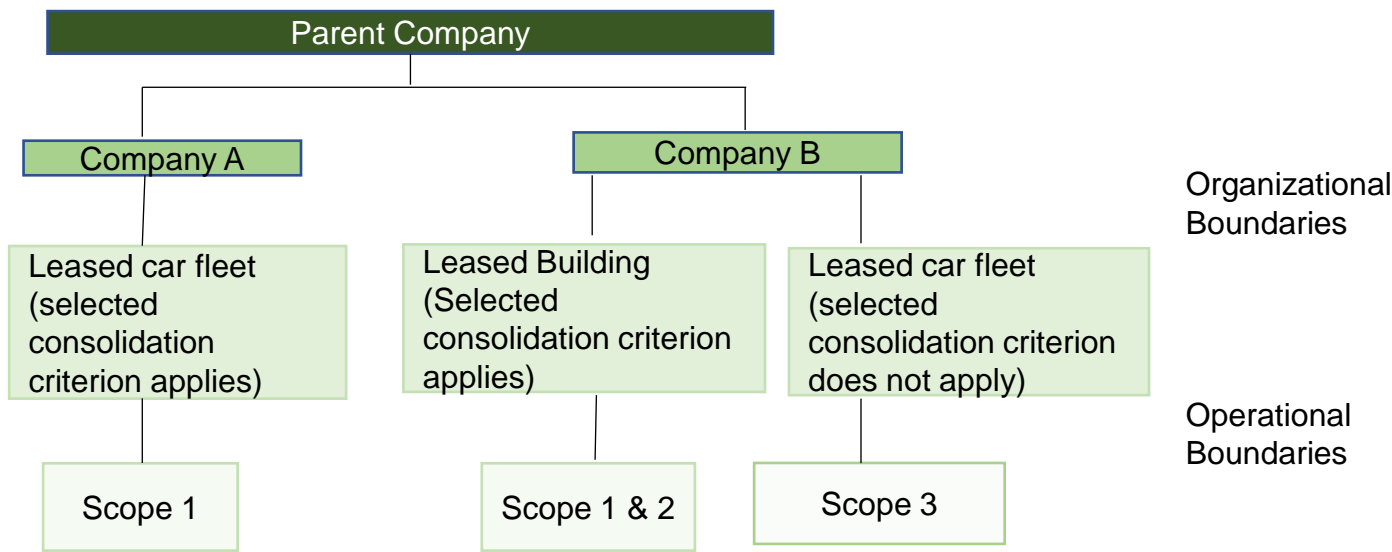 Parent Company
Company A
Company B
Organizational
Boundaries
Leased car fleet
(selected
consolidation
criterion applies)
Leased Building
(Selected
consolidation criterion
applies)
Leased car fleet
(selected
consolidation criterion
does not apply)
Operational
Boundaries
Scope 1
Scope 1 & 2
Scope 3